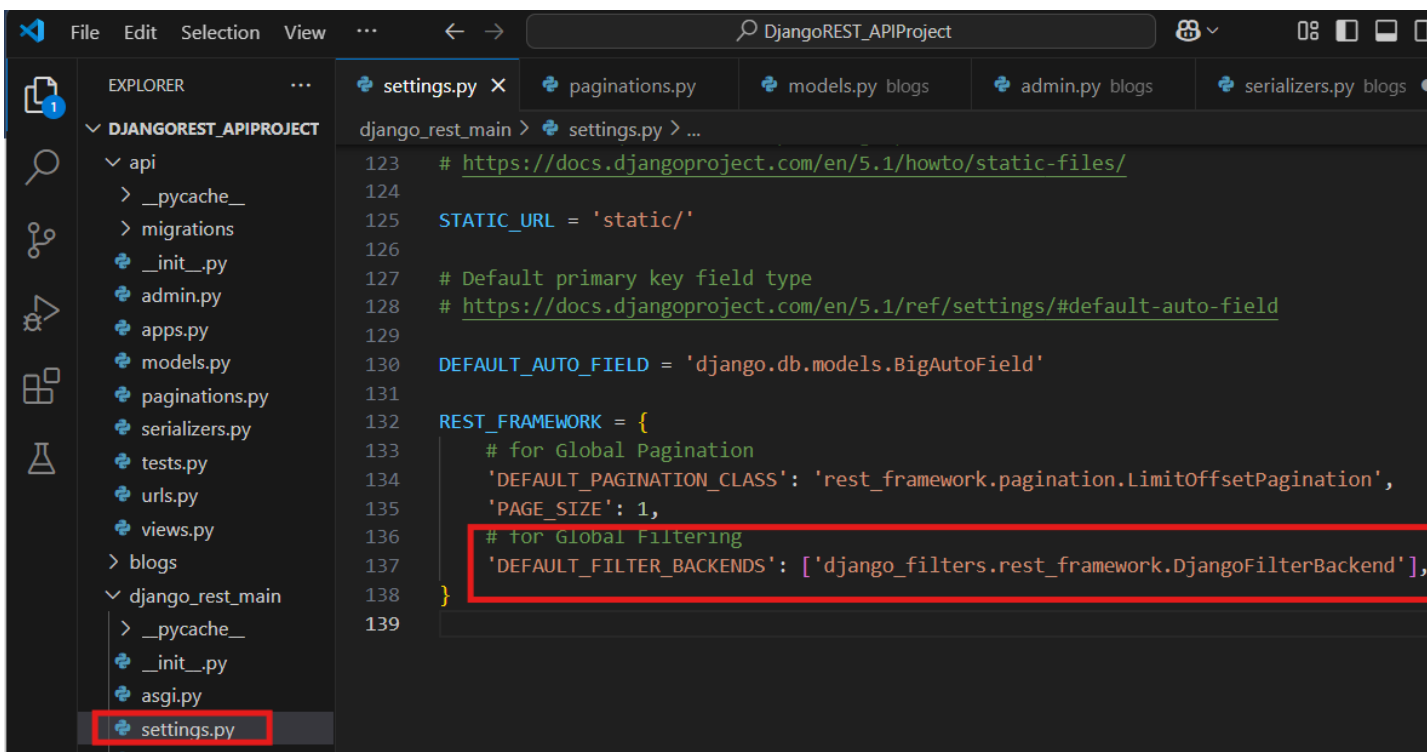 File Edit Selection View ... DjangoREST_APIProject
EXPLORER ...
DJANGOREST_APIPROJECT
api
__pycache__
migrations
__init__.py
admin.py
apps.py
models.py
paginations.py
serializers.py
tests.py
urls.py
views.py
blogs
django_rest_main
__pycache__
__init__.py
asgi.py
settings.py
1
settings.py paginations.py models.py blogs admin.py blogs serializers.py blogs
django_rest_main > settings.py > ...
123 # https://docs.djangoproject.com/en/5.1/howto/static-files/
124
125 STATIC_URL = 'static/'
126
127 # Default primary key field type
128 # https://docs.djangoproject.com/en/5.1/ref/settings/#default-auto-field
129
130 DEFAULT_AUTO_FIELD = 'django.db.models.BigAutoField'
131
132 REST_FRAMEWORK = {
133 # for Global Pagination
134 'DEFAULT_PAGINATION_CLASS': 'rest_framework.pagination.LimitOffsetPagination',
135 'PAGE_SIZE': 1,
136 # for Global Filtering
137 'DEFAULT_FILTER_BACKENDS': ['django_filters.rest_framework.DjangoFilterBackend'],
138 }
139